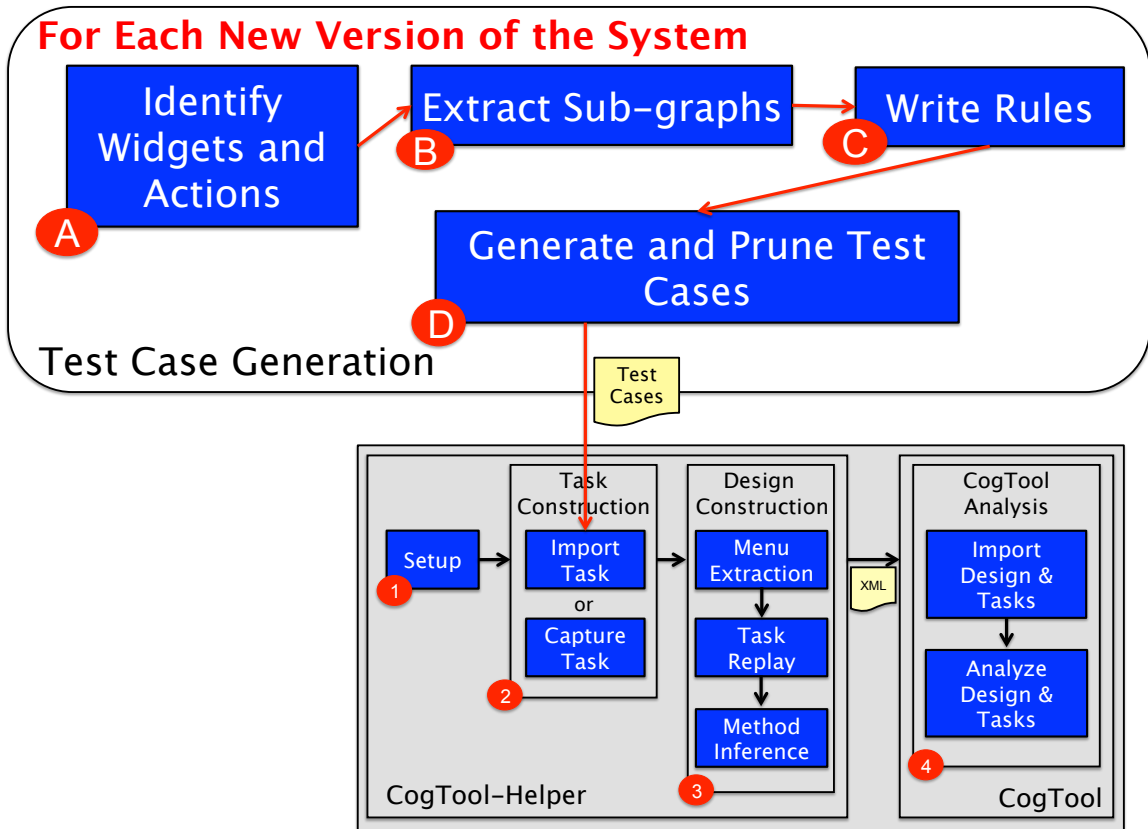 For Each New Version of the System
Identify
Widgets and
Actions
A
Extract Sub-graphs
B
Write Rules
C
Generate and Prune Test
Cases
D
Test Case Generation
Test
Cases
Setup
1
Task
Construction
Import
Task
or
Capture
Task
2
Design
Construction
Menu
Extraction
Task
Replay
Method
Inference
3
CogTool-Helper
XML
CogTool
Analysis
Import
Design &
Tasks
Analyze
Design &
Tasks
4
CogTool